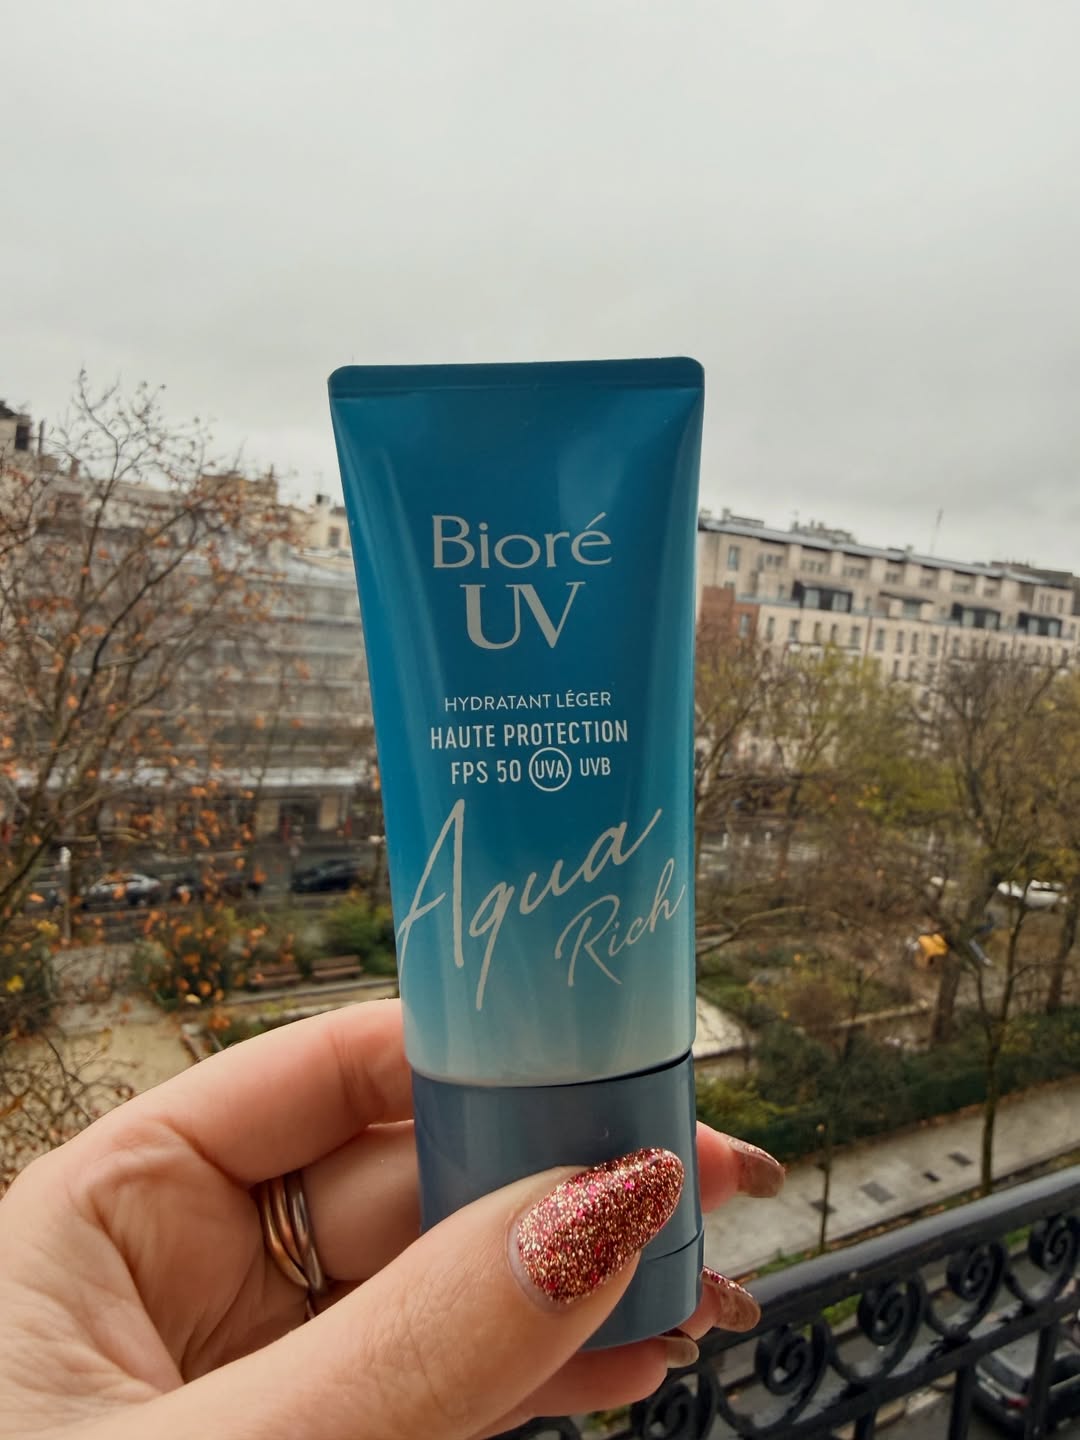 Bioré
UV
HYDRATANT LÉGER
HAUTE PROTECTION
FPS 50 UVA UVB
Aqua
Rich